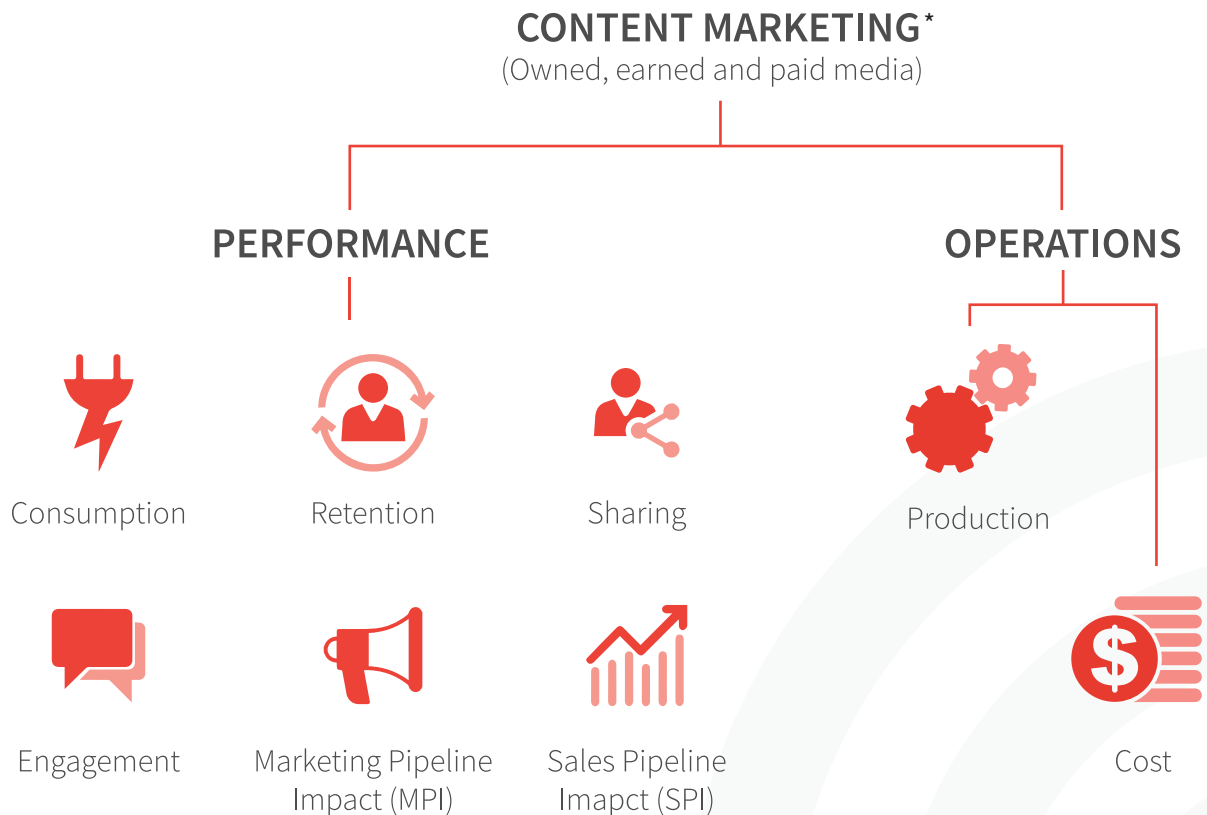 CONTENT MARKETING*
(Owned, earned and paid media)
PERFORMANCE
OPERATIONS
Consumption
Retention
Sharing
Production
Engagement
Marketing Pipeline
Impact (MPI)
Sales Pipeline
Imapct (SPI)
$
Cost